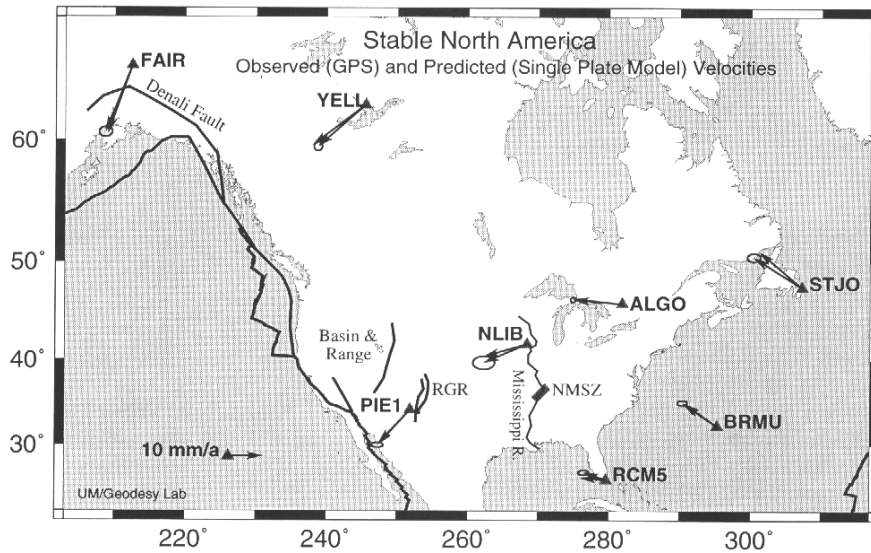 Stable North America
Observed (GPS) and Predicted (Single Plate Model) Velocities
FAIR
Denali Fault
YELL
60°
50°
STJO
ALGO
NLIB
Basin &
Range
40°
RGR
PIE1
Mississippi R.
NMSZ
BRMU
30°
10 mm/a
RCM5
UM/Geodesy Lab
220° 240° 260° 280° 300°